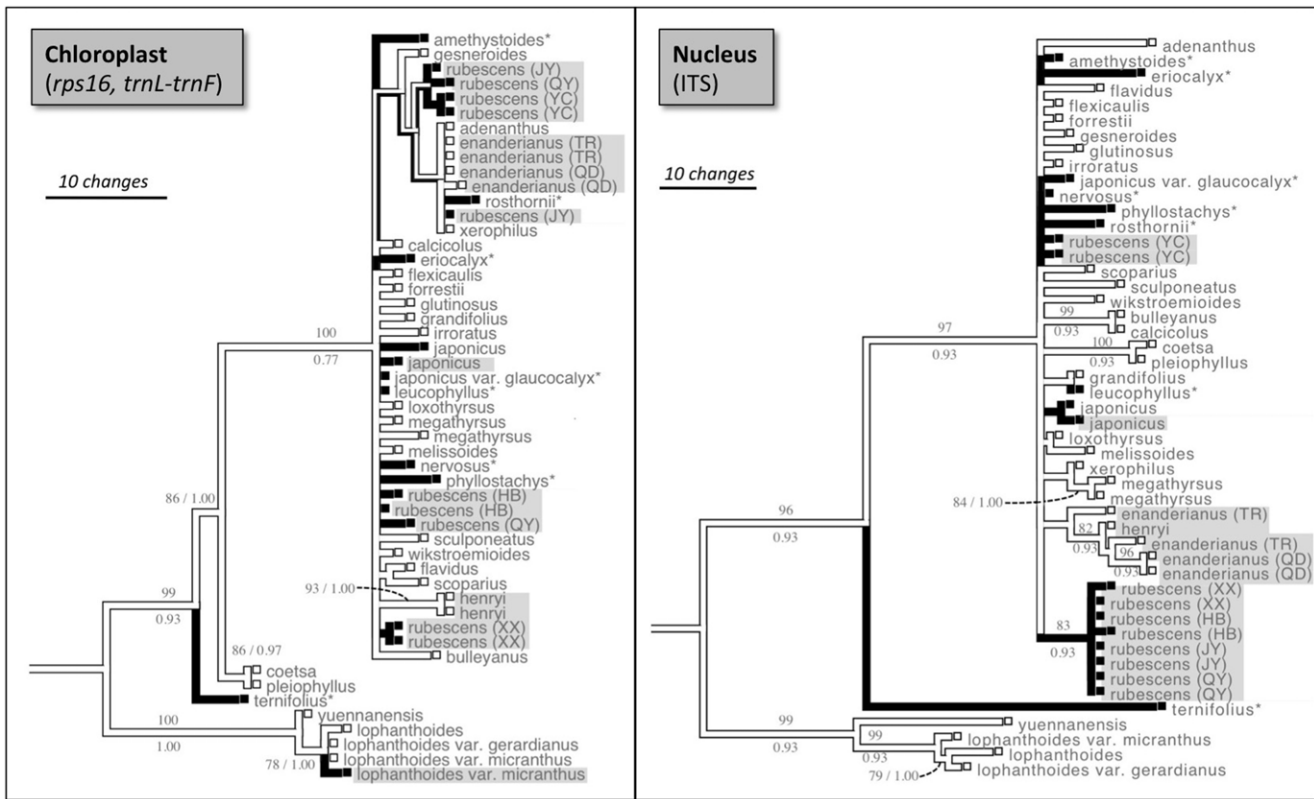 Chloroplast
(rps16, trnL-trnF)
10 changes
amethystoides*
gesneroides
rubescens (JY)
rubescens (QY)
rubescens (YC)
rubescens (YC)
adenanthus
enanderianus (TR)
enanderianus (TR)
enanderianus (QD)
enanderianus (QD)
rosthornii*
rubescens (JY)
xerophilus
calcicolus
eriocalyx*
flexicaulis
forrestii
glutinosus
grandifolius
irroratus
100
japonicus
0.77
japonicus
japonicus var. glaucocalyx*
leucophyllus*
loxothyrsus
megathyrsus
megathyrsus
melissoides
nervosus*
phyllostachys*
86 / 1.00
rubescens (HB)
rubescens (HB)
rubescens (QY)
sculponeatus
wikstroemioides
flavidus
scoparius
93 / 1.00
henryi
henryi
99
0.93
rubescens (XX)
rubescens (XX)
86 / 0.97
bulleyanus
coetsa
pleiophyllus
ternifolius*
100
yuennanensis
1.00
lophanthoides
lophanthoides var. gerardianus
lophanthoides var. micranthus
78 / 1.00
lophanthoides var. micranthus
Nucleus
(ITS)
10 changes
adenanthus
amethystoides*
eriocalyx*
flavidus
flexicaulis
forrestii
gesneroides
glutinosus
irroratus
japonicus var. glaucocalyx*
nervosus*
phyllostachys*
rosthornii*
rubescens (YC)
rubescens (YC)
scoparius
sculponeatus
wikstroemioides
99
bulleyanus
0.93
calcicolus
97
100
coetsa
0.93
0.93
pleiophyllus
grandifolius
leucophyllus*
japonicus
japonicus
loxothyrsus
melissoides
xerophilus
megathyrsus
84 / 1.00
megathyrsus
96
0.93
enanderianus (TR)
82
henryi
0.93
enanderianus (TR)
96
enanderianus (QD)
0.93
enanderianus (QD)
rubescens (XX)
rubescens (XX)
rubescens (HB)
83
rubescens (HB)
0.93
rubescens (JY)
rubescens (JY)
rubescens (QY)
rubescens (QY)
ternifolius*
99
yuennanensis
0.93
99
lophanthoides var. micranthus
0.93
lophanthoides
79 / 1.00
lophanthoides var. gerardianus